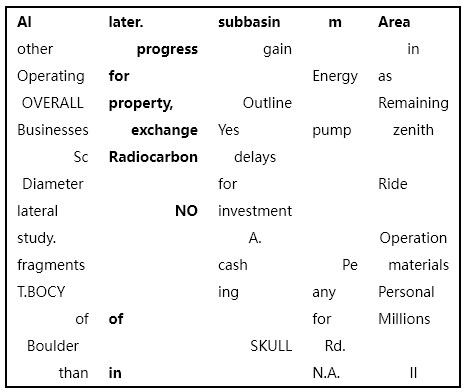 Al later. subbasin m Area
other progress gain in
Operating for Energy as
OVERALL property, Outline Remaining
Businesses exchange Yes pump zenith
Sc Radiocarbon delays
Diameter for Ride
lateral NO investment
study. A. Operation
fragments cash Pe materials
T.BOCY ing any Personal
of of for Millions
Boulder SKULL Rd.
than in N.A. II